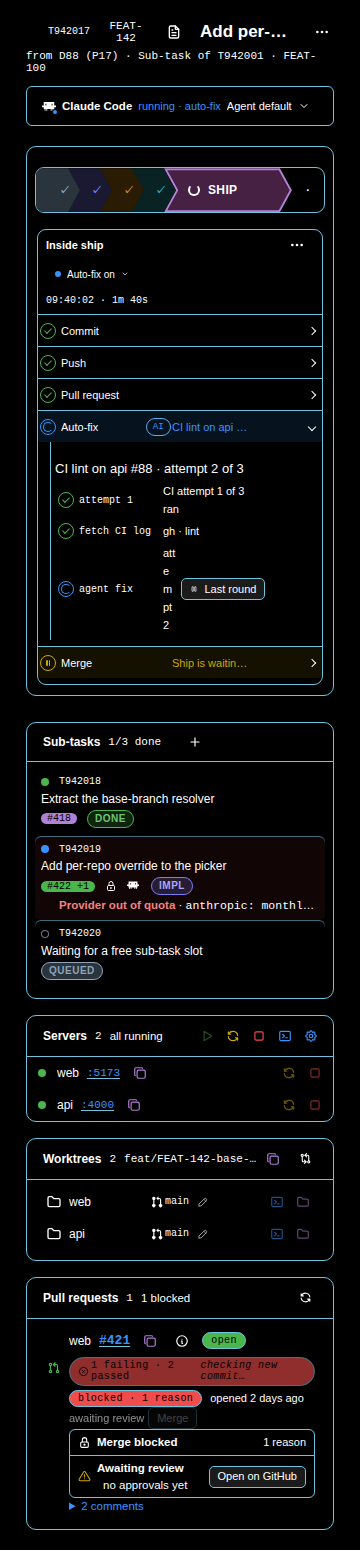 T942017 FEAT-142 Add per-…
from D88 (P17) · Sub-task of T942001 · FEAT-
100
Claude Code running · auto-fix Agent default
SHIP
Inside ship
Auto-fix on
09:40:02 · 1m 40s
Commit
Push
Pull request
Auto-fix AI CI lint on api …
CI lint on api #88 · attempt 2 of 3
attempt 1 CI attempt 1 of 3
ran
fetch CI log gh · lint
att
e
agent fix m Last round
pt
2
Merge Ship is waitin…
Sub-tasks 1/3 done
T942018
Extract the base-branch resolver
#418 DONE
T942019
Add per-repo override to the picker
#422 +1 IMPL
Provider out of quota · anthropic: monthl…
T942020
Waiting for a free sub-task slot
QUEUED
Servers 2 all running
web :5173
api :4000
Worktrees 2 feat/FEAT-142-base-…
web main
api main
Pull requests 1 1 blocked
web #421 open
1 failing · 2 passed checking new commit…
blocked · 1 reason opened 2 days ago
awaiting review Merge
Merge blocked 1 reason
Awaiting review
no approvals yet Open on GitHub
2 comments